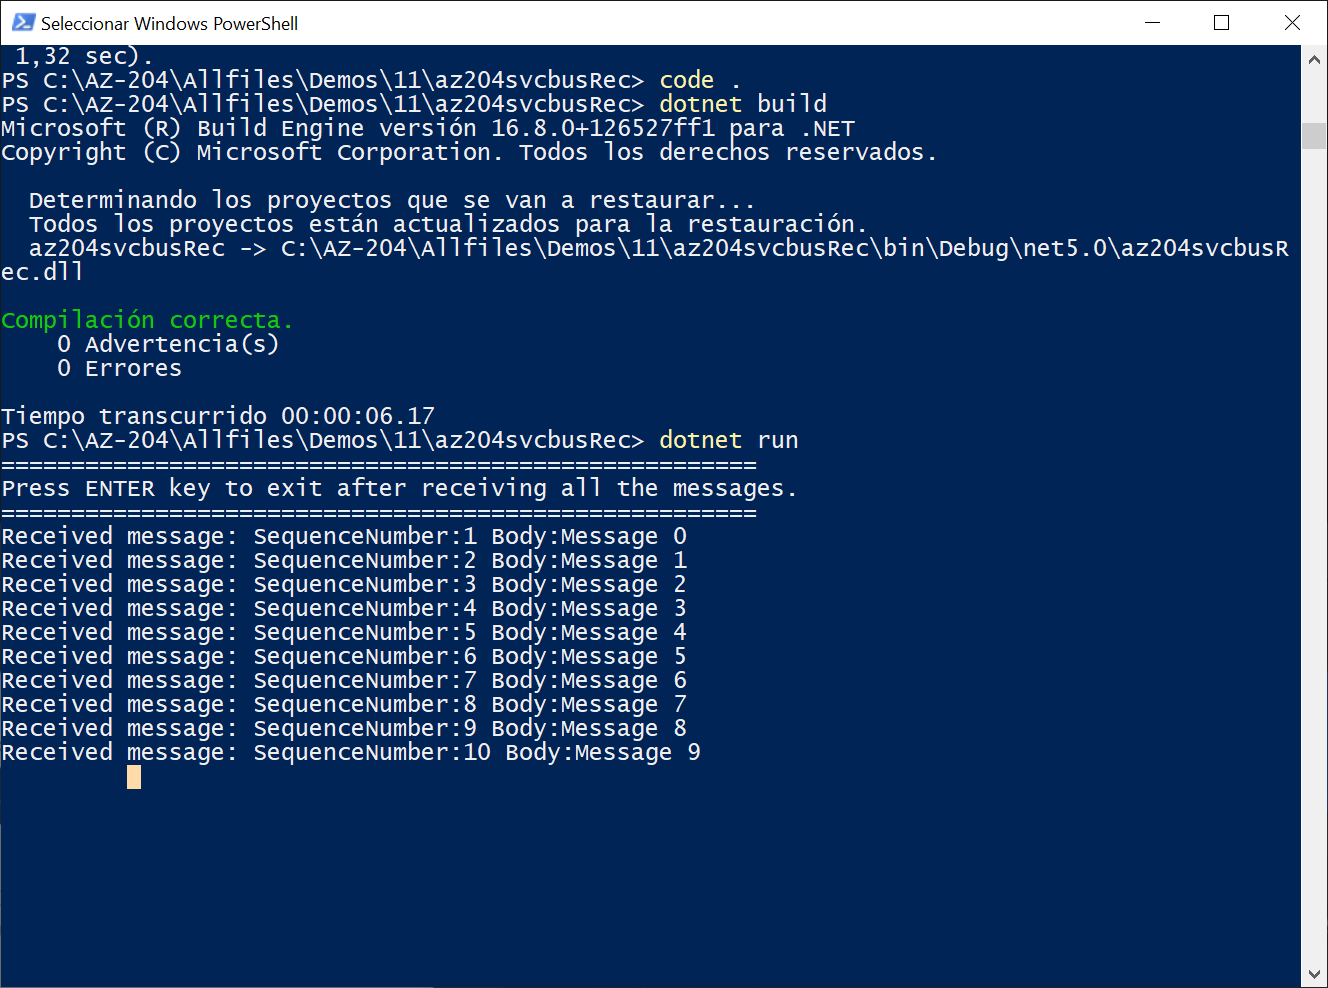 Seleccionar Windows PowerShell
 1,32 sec).
PS C:\AZ-204\Allfiles\Demos\11\az204svcbusRec> code .
PS C:\AZ-204\Allfiles\Demos\11\az204svcbusRec> dotnet build
Microsoft (R) Build Engine versión 16.8.0+126527ff1 para .NET
Copyright (C) Microsoft Corporation. Todos los derechos reservados.

  Determinando los proyectos que se van a restaurar...
  Todos los proyectos están actualizados para la restauración.
  az204svcbusRec -> C:\AZ-204\Allfiles\Demos\11\az204svcbusRec\bin\Debug\net5.0\az204svcbusR
ec.dll

Compilación correcta.
    0 Advertencia(s)
    0 Errores

Tiempo transcurrido 00:00:06.17
PS C:\AZ-204\Allfiles\Demos\11\az204svcbusRec> dotnet run
======================================================
Press ENTER key to exit after receiving all the messages.
======================================================
Received message: SequenceNumber:1 Body:Message 0
Received message: SequenceNumber:2 Body:Message 1
Received message: SequenceNumber:3 Body:Message 2
Received message: SequenceNumber:4 Body:Message 3
Received message: SequenceNumber:5 Body:Message 4
Received message: SequenceNumber:6 Body:Message 5
Received message: SequenceNumber:7 Body:Message 6
Received message: SequenceNumber:8 Body:Message 7
Received message: SequenceNumber:9 Body:Message 8
Received message: SequenceNumber:10 Body:Message 9